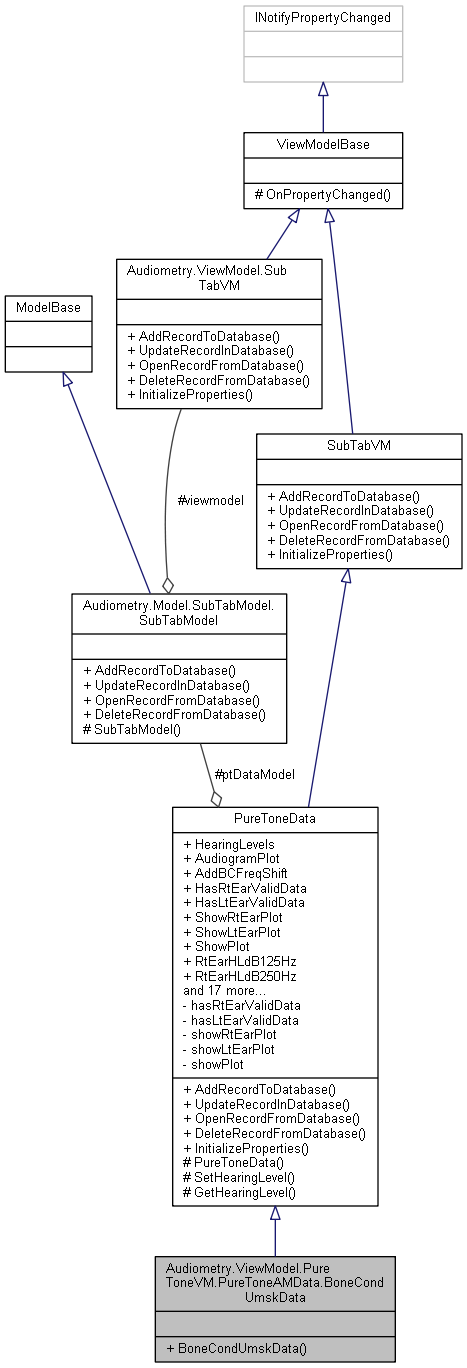 INotifyPropertyChanged
ViewModelBase
# OnPropertyChanged()
Audiometry.ViewModel.Sub
TabVM
+ AddRecordToDatabase()
+ UpdateRecordInDatabase()
+ OpenRecordFromDatabase()
+ DeleteRecordFromDatabase()
+ InitializeProperties()
ModelBase
SubTabVM
+ AddRecordToDatabase()
+ UpdateRecordInDatabase()
+ OpenRecordFromDatabase()
+ DeleteRecordFromDatabase()
+ InitializeProperties()
#viewmodel
Audiometry.Model.SubTabModel.
SubTabModel
+ AddRecordToDatabase()
+ UpdateRecordInDatabase()
+ OpenRecordFromDatabase()
+ DeleteRecordFromDatabase()
# SubTabModel()
#ptDataModel
PureToneData
+ HearingLevels
+ AudiogramPlot
+ AddBCFreqShift
+ HasRtEarValidData
+ HasLtEarValidData
+ ShowRtEarPlot
+ ShowLtEarPlot
+ ShowPlot
+ RtEarHLdB125Hz
+ RtEarHLdB250Hz
and 17 more...
- hasRtEarValidData
- hasLtEarValidData
- showRtEarPlot
- showLtEarPlot
- showPlot
+ AddRecordToDatabase()
+ UpdateRecordInDatabase()
+ OpenRecordFromDatabase()
+ DeleteRecordFromDatabase()
+ InitializeProperties()
# PureToneData()
# SetHearingLevel()
# GetHearingLevel()
Audiometry.ViewModel.Pure
ToneVM.PureToneAMData.BoneCond
UmskData
+ BoneCondUmskData()